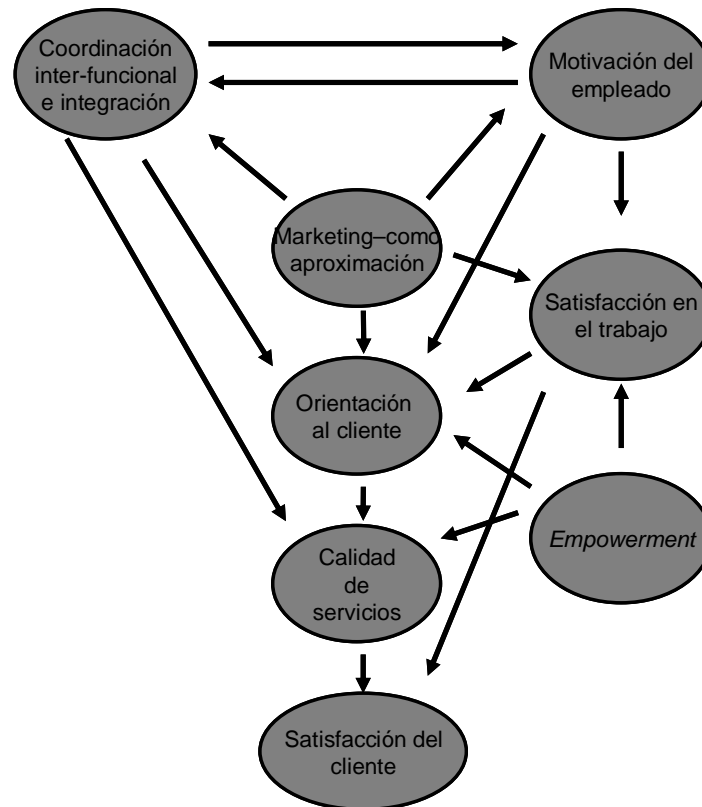 Coordinación
inter-funcional
e integración
Motivación del
empleado
Marketing–como
aproximación
Satisfacción en
el trabajo
Orientación
al cliente
Empowerment
Calidad
de
servicios
Satisfacción del
cliente